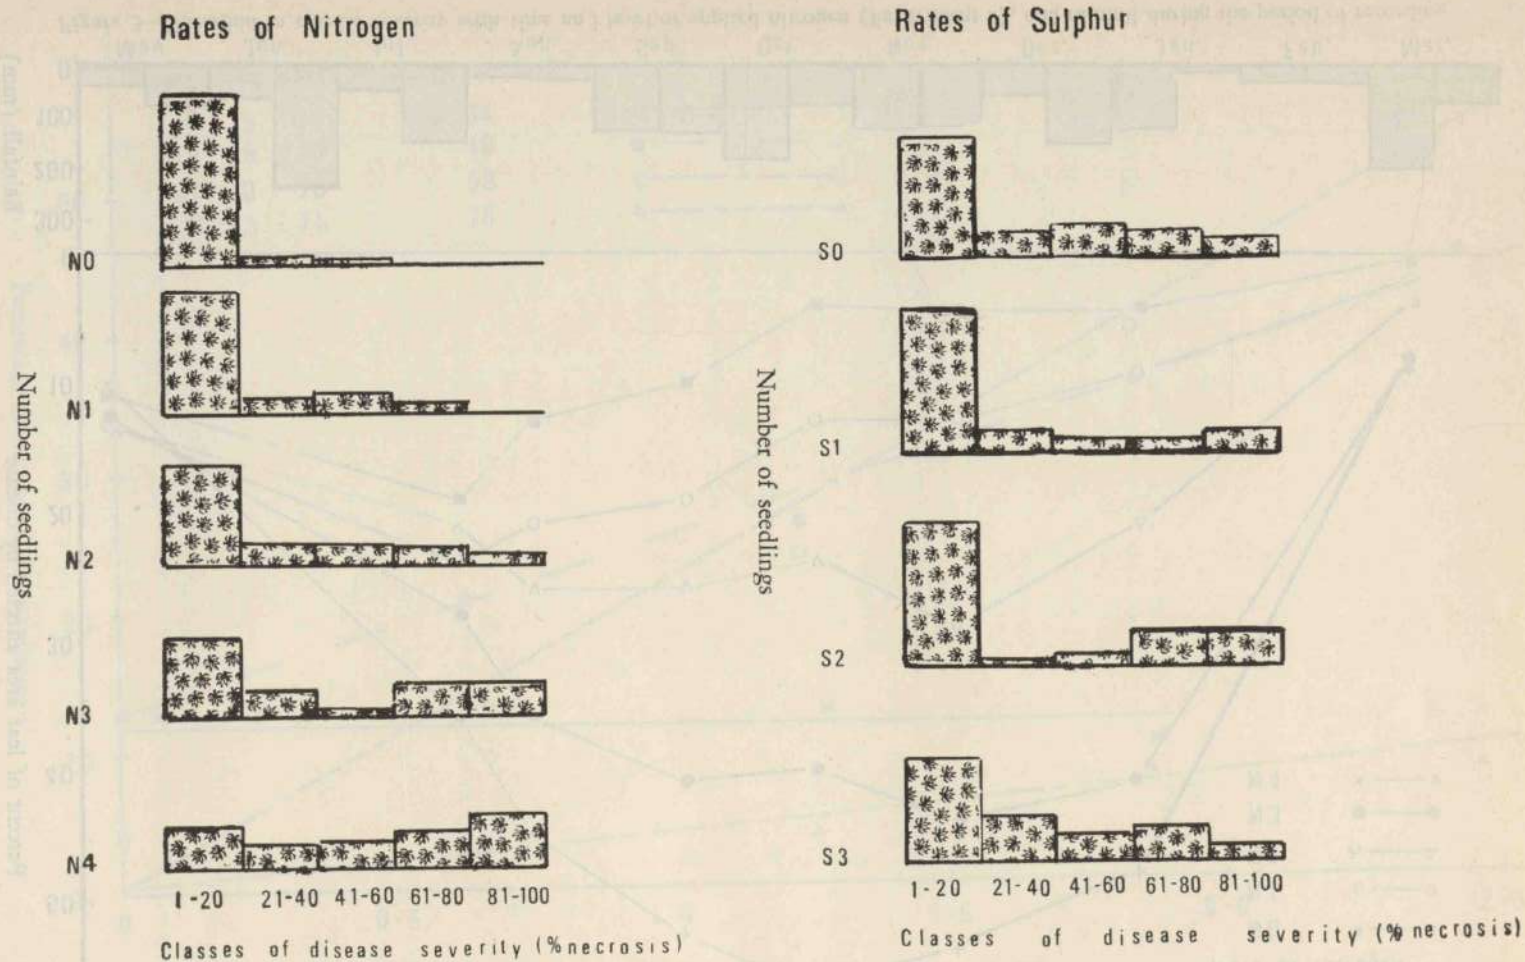 Rates of Nitrogen
N0
N1
N2
N3
N4
Number of seedlings
1-20 21-40 41-60 61-80 81-100
Classes of disease severity (% necrosis)
Rates of Sulphur
S0
S1
S2
S3
Number of seedlings
1-20 21-40 41-60 61-80 81-100
Classes of disease severity (% necrosis)